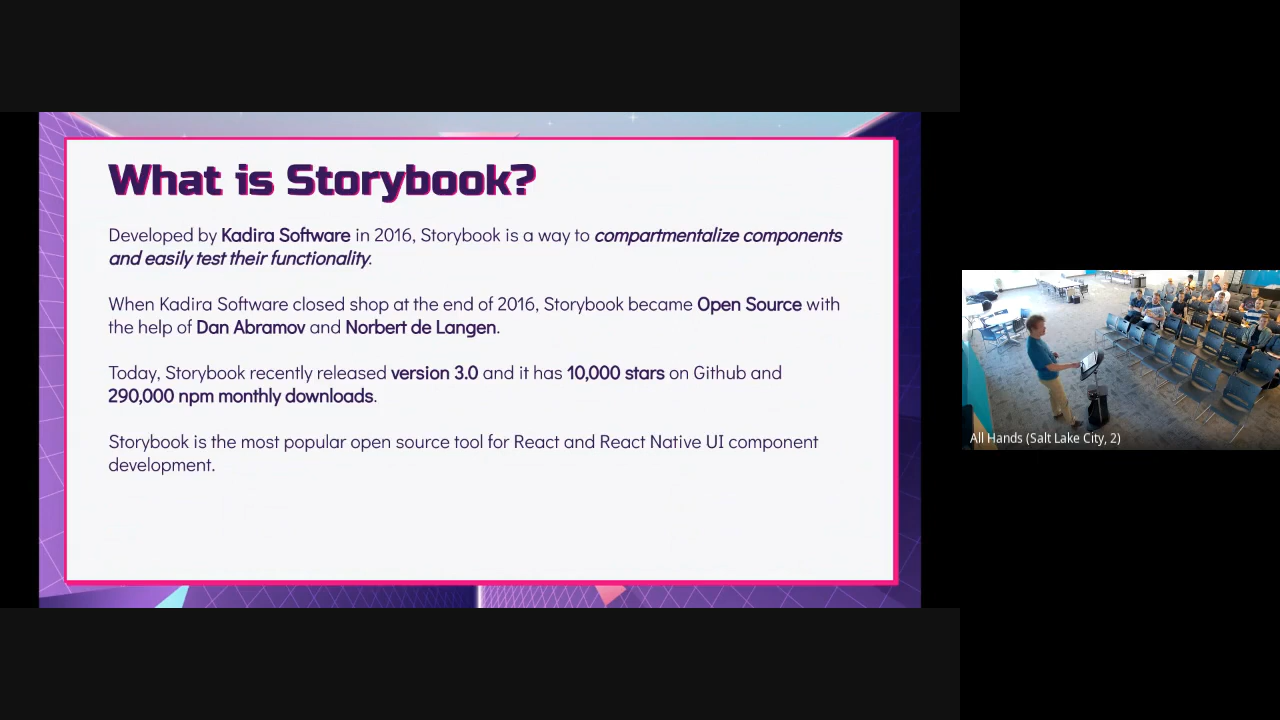 What is Storybook?
Developed by Kadira Software in 2016, Storybook is a way to compartmentalize components
and easily test their functionality.
When Kadira Software closed shop at the end of 2016, Storybook became Open Source with
the help of Dan Abramov and Norbert de Langen.
Today, Storybook recently released version 3.0 and it has 10,000 stars on Github and
290,000 npm monthly downloads.
Storybook is the most popular open source tool for React and React Native UI component
development.
All Hands (Salt Lake City, 2)